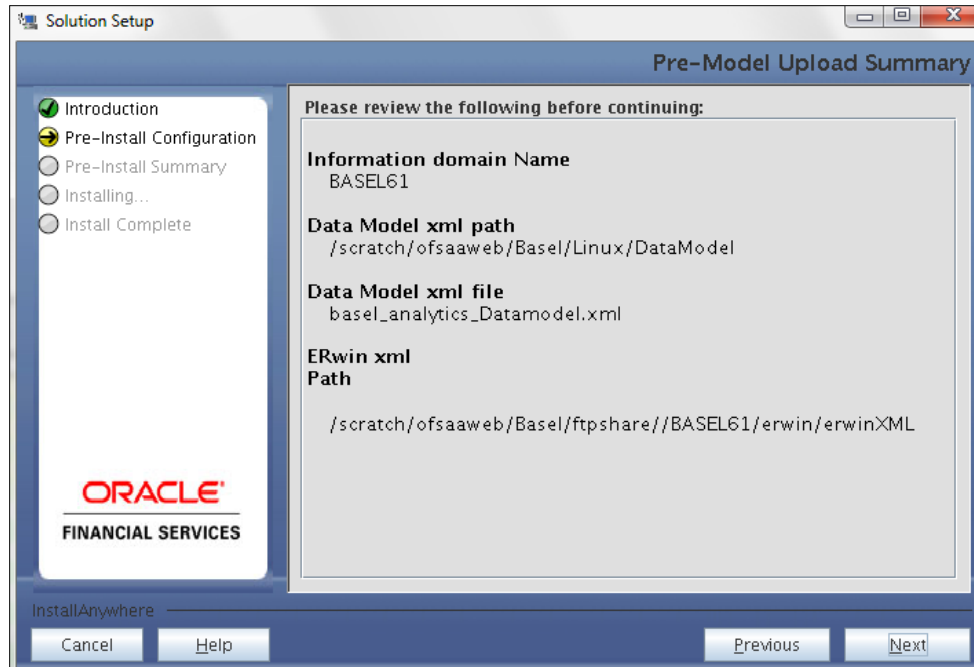 Solution Setup
Pre-Model Upload Summary
Introduction
Pre-Install Configuration
Pre-Install Summary
Installing...
Install Complete
ORACLE
FINANCIAL SERVICES
Please review the following before continuing:
Information domain Name
BASEL61
Data Model xml path
/scratch/ofsaaweb/Basel/Linux/DataModel
Data Model xml file
basel_analytics_Datamodel.xml
ERwin xml
Path
/scratch/ofsaaweb/Basel/ftpshare//BASEL61/erwin/erwinXML
InstallAnywhere
Cancel
Help
Previous
Next